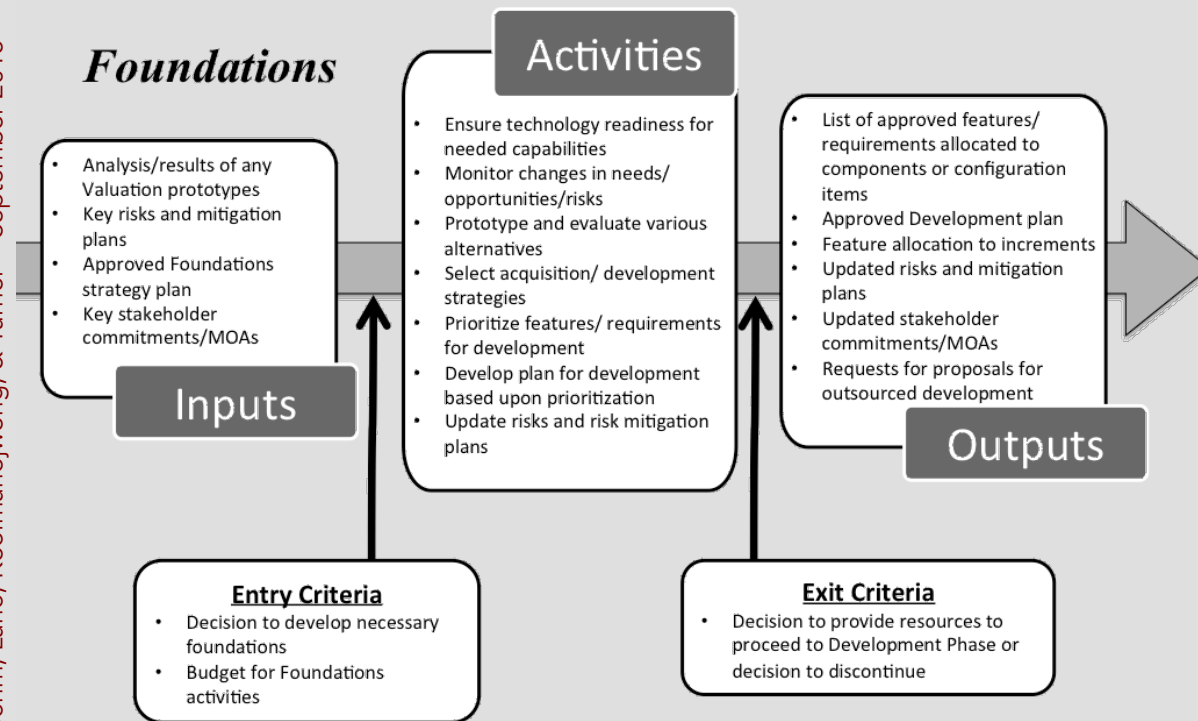 Foundations
• Analysis/results of any
Valuation prototypes
• Key risks and mitigation
plans
• Approved Foundations
strategy plan
• Key stakeholder
commitments/MOAs
Inputs
Activities
• Ensure technology readiness for
needed capabilities
• Monitor changes in needs/
opportunities/risks
• Prototype and evaluate various
alternatives
• Select acquisition/ development
strategies
• Prioritize features/ requirements
for development
• Develop plan for development
based upon prioritization
• Update risks and risk mitigation
plans
• List of approved features/
requirements allocated to
components or configuration
items
• Approved Development plan
• Feature allocation to increments
• Updated risks and mitigation
plans
• Updated stakeholder
commitments/MOAs
• Requests for proposals for
outsourced development
Outputs
Entry Criteria
• Decision to develop necessary
foundations
• Budget for Foundations
activities
Exit Criteria
• Decision to provide resources to
proceed to Development Phase or
decision to discontinue